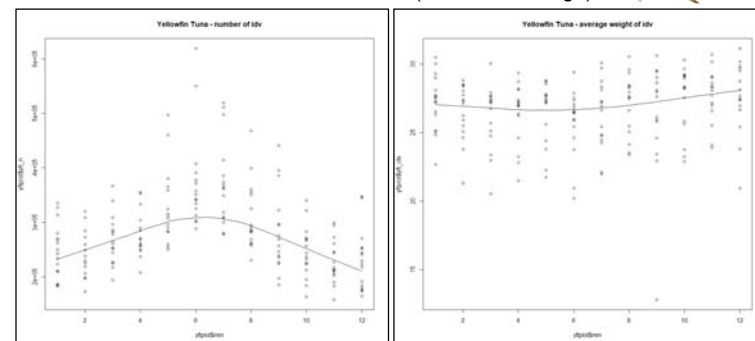 Yellowfin Tuna - number of idv
6e+05
5e+05
4e+05
3e+05
2e+05
2 4 6 8 10 12
Yellowfin Tuna - average weight of idv
30
25
20
15
2 4 6 8 10 12